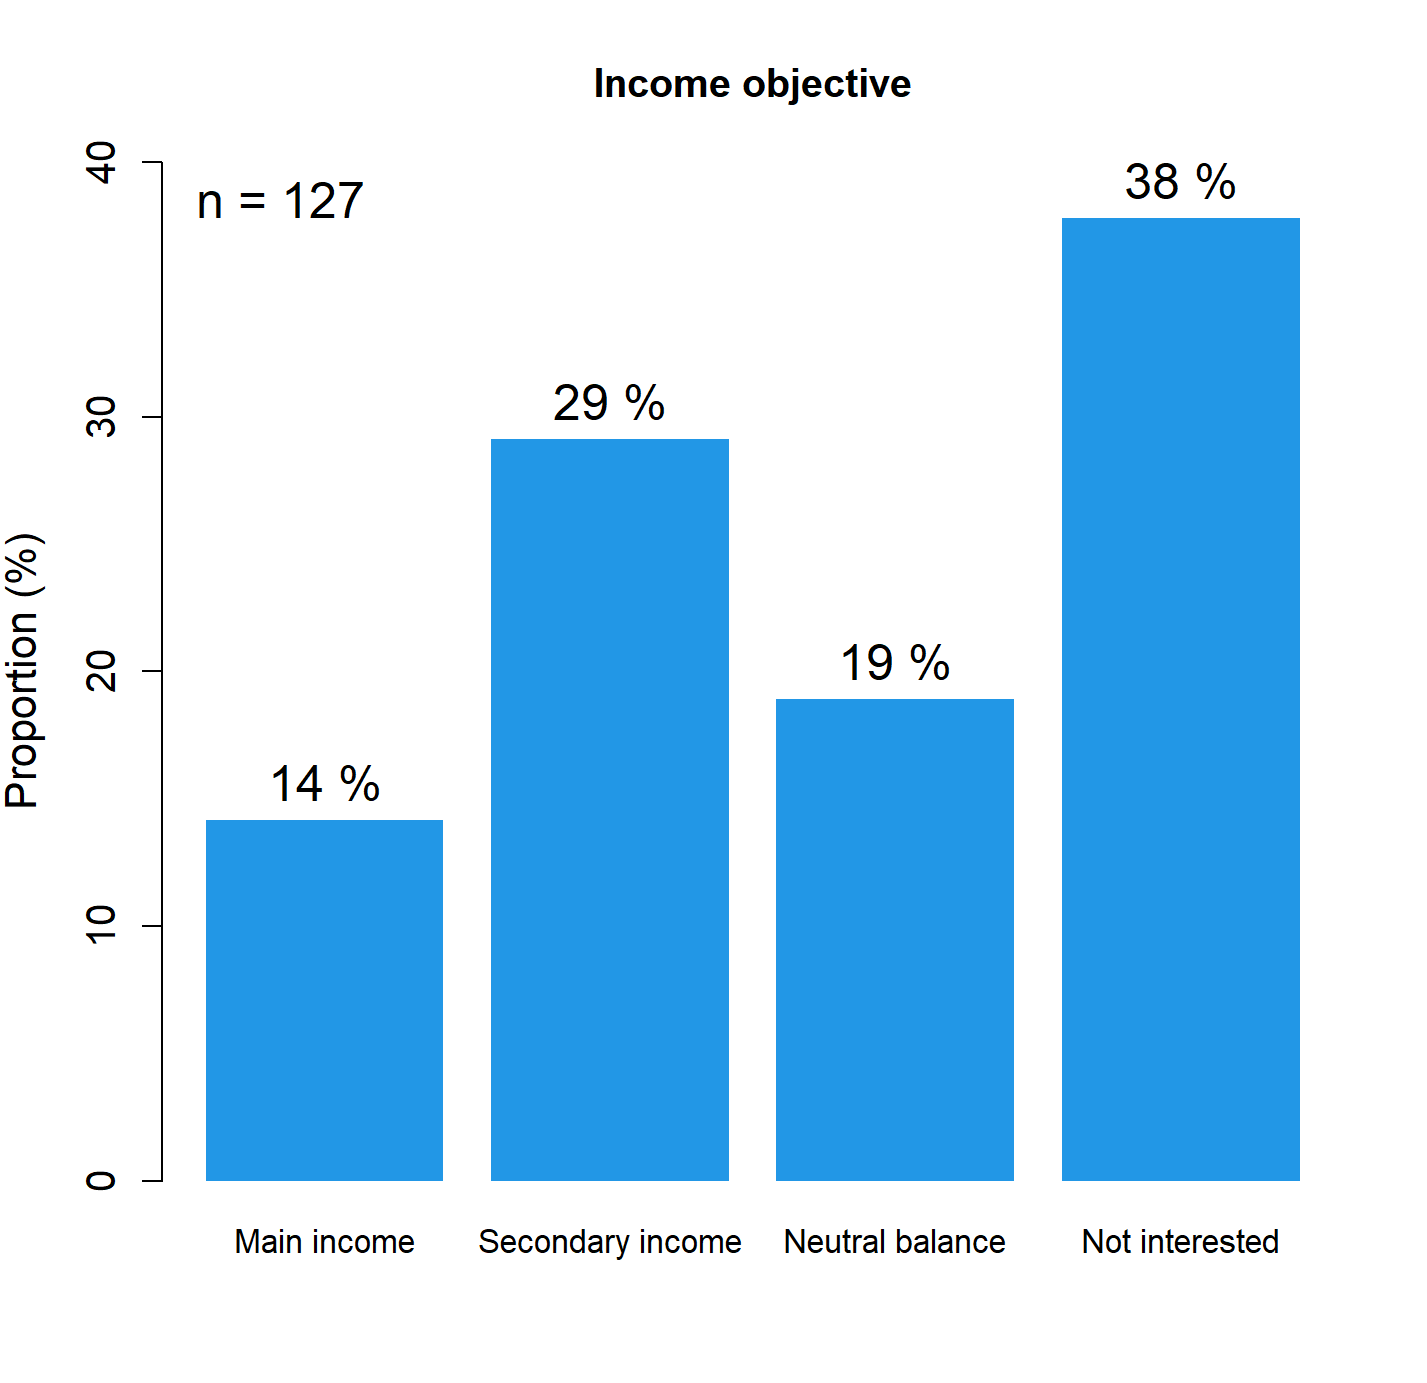 Income objective
n = 127
Proportion (%)
40
30
20
10
0
14 %
29 %
19 %
38 %
Main income
Secondary income
Neutral balance
Not interested